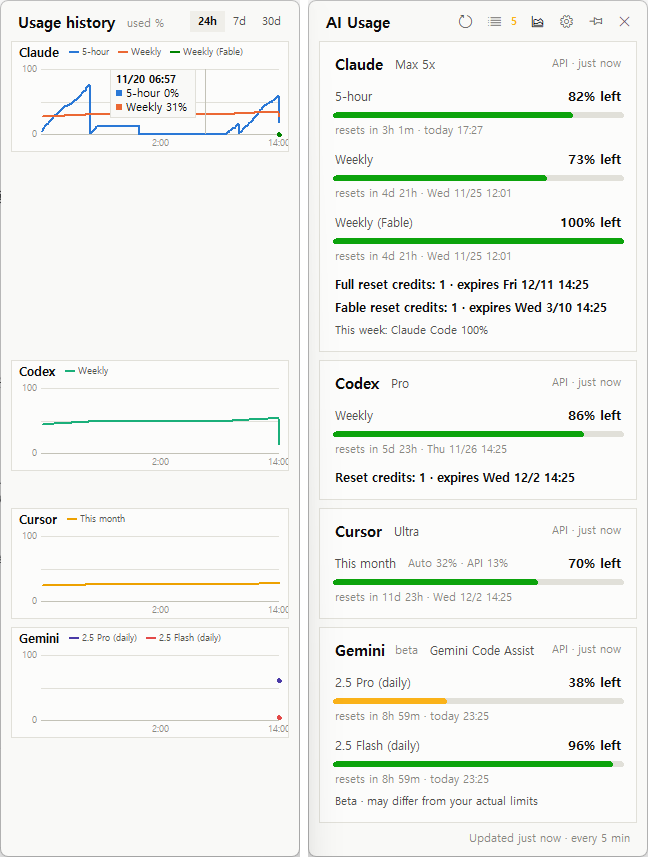 Usage history used % 24h 7d 30d
Claude 5-hour Weekly Weekly (Fable)
100
11/20 06:57
5-hour 0%
Weekly 31%
0
2:00 14:00
Codex Weekly
100
0
2:00 14:00
Cursor This month
100
0
2:00 14:00
Gemini 2.5 Pro (daily) 2.5 Flash (daily)
100
0
2:00 14:00
AI Usage 5
Claude Max 5x API · just now
5-hour 82% left
resets in 3h 1m · today 17:27
Weekly 73% left
resets in 4d 21h · Wed 11/25 12:01
Weekly (Fable) 100% left
resets in 4d 21h · Wed 11/25 12:01
Full reset credits: 1 · expires Fri 12/11 14:25
Fable reset credits: 1 · expires Wed 3/10 14:25
This week: Claude Code 100%
Codex Pro API · just now
Weekly 86% left
resets in 5d 23h · Thu 11/26 14:25
Reset credits: 1 · expires Wed 12/2 14:25
Cursor Ultra API · just now
This month Auto 32% · API 13% 70% left
resets in 11d 23h · Wed 12/2 14:25
Gemini beta Gemini Code Assist API · just now
2.5 Pro (daily) 38% left
resets in 8h 59m · today 23:25
2.5 Flash (daily) 96% left
resets in 8h 59m · today 23:25
Beta · may differ from your actual limits
Updated just now · every 5 min